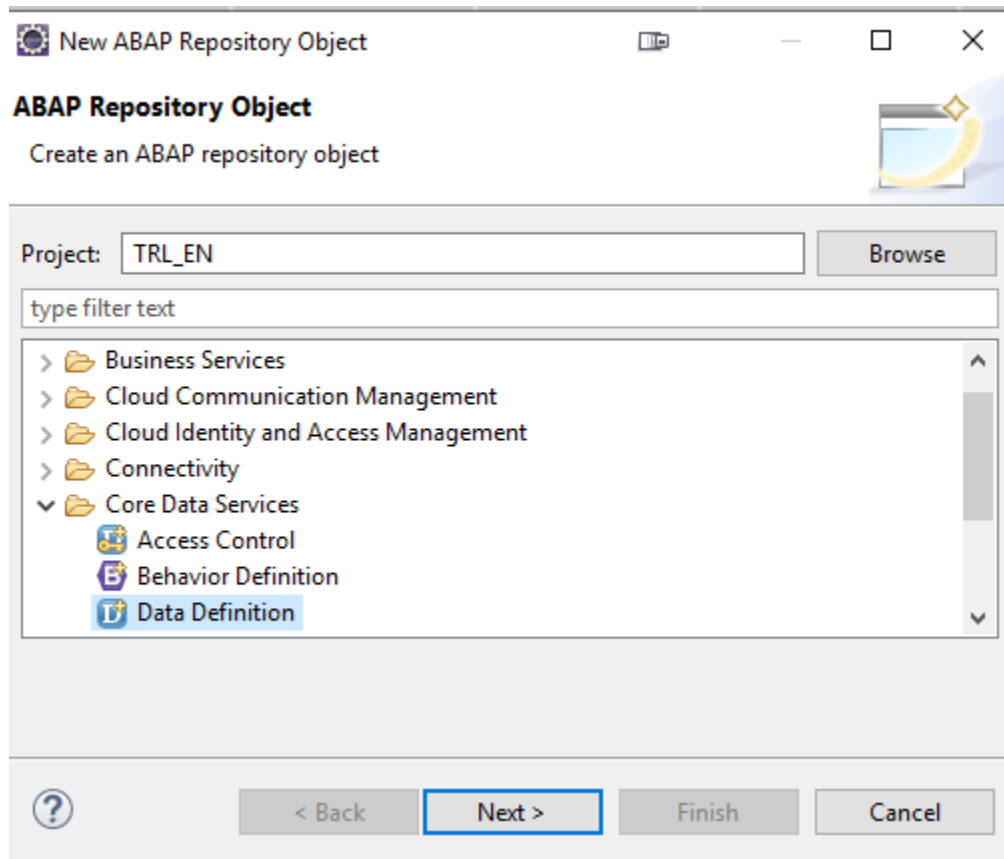 New ABAP Repository Object
ABAP Repository Object
Create an ABAP repository object
Project: TRL_EN Browse
type filter text
Business Services
Cloud Communication Management
Cloud Identity and Access Management
Connectivity
Core Data Services
Access Control
Behavior Definition
Data Definition
< Back Next > Finish Cancel